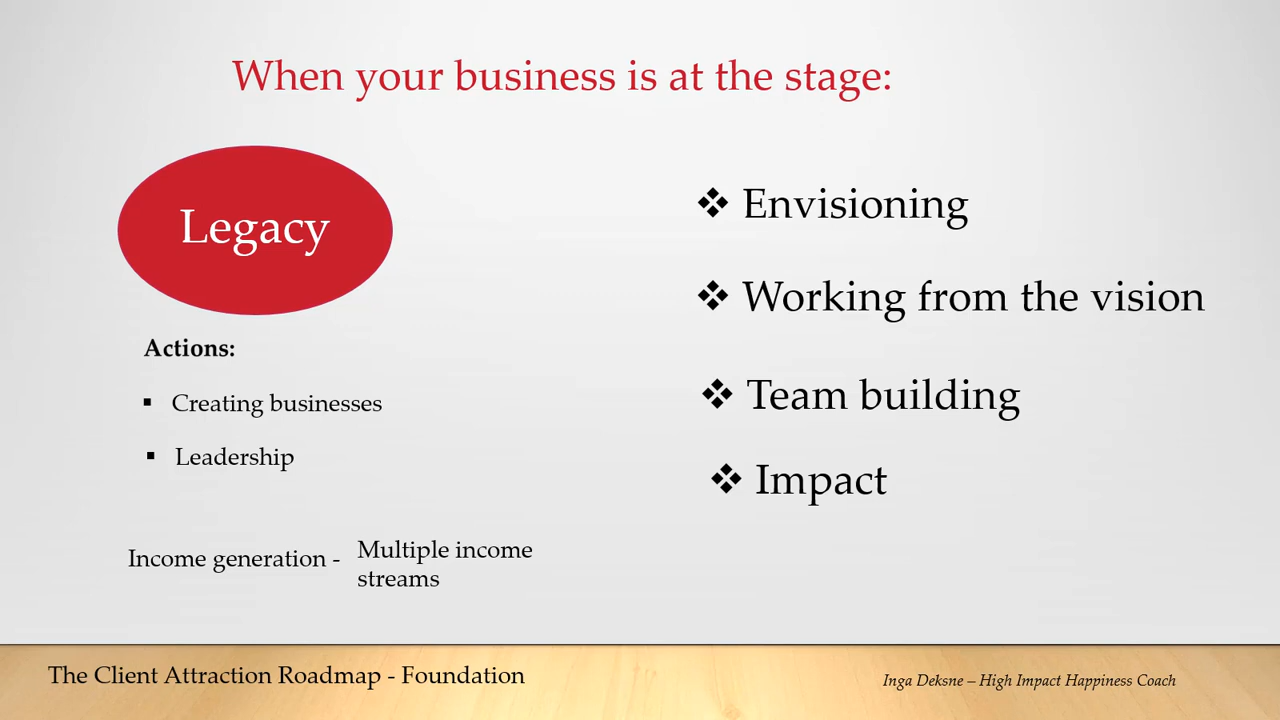 When your business is at the stage:
Legacy
Actions:
▪ Creating businesses
▪ Leadership
Income generation - Multiple income
streams
❖ Envisioning
❖ Working from the vision
❖ Team building
❖ Impact
The Client Attraction Roadmap - Foundation
Inga Deksne – High Impact Happiness Coach